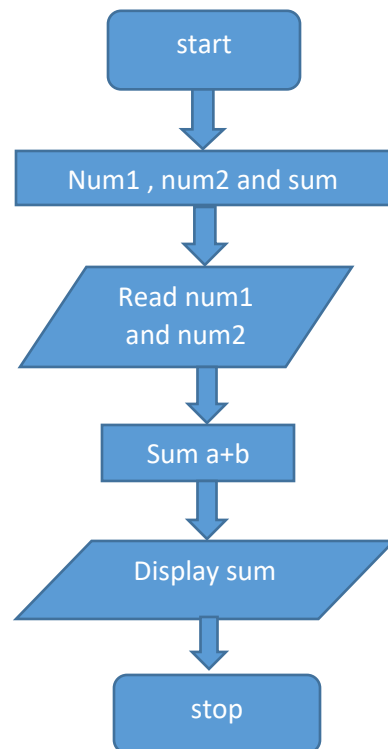 start
Num1 , num2 and sum
Read num1
and num2
Sum a+b
Display sum
stop